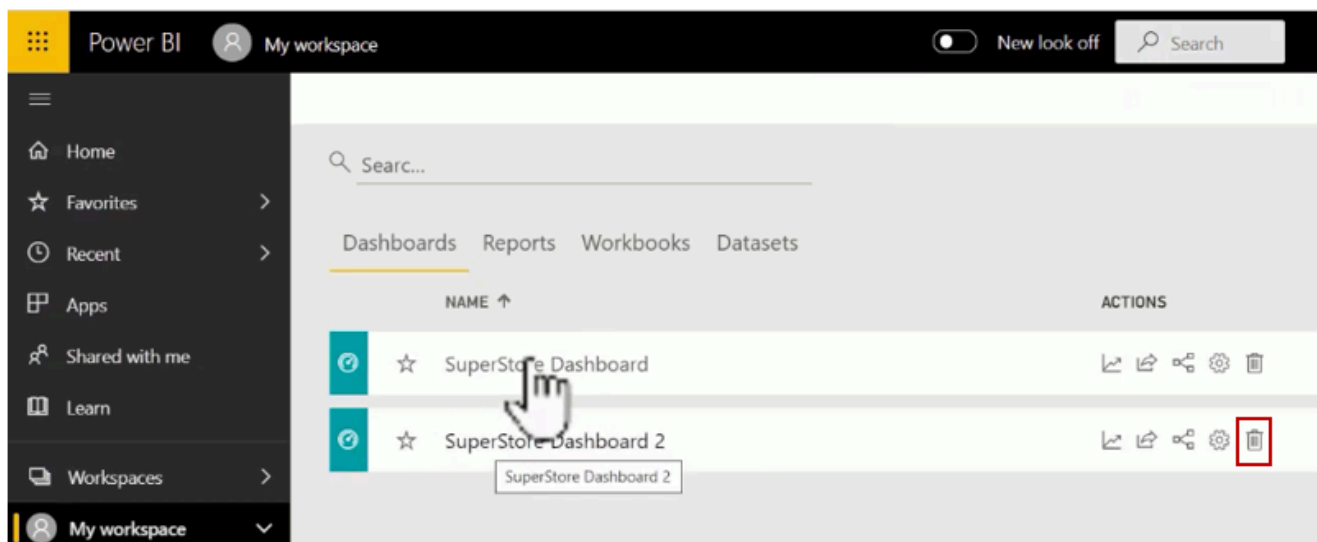 Power BI My workspace New look off Search
Home
Searc...
Favorites
Recent
Dashboards Reports Workbooks Datasets
Apps
NAME ACTIONS
Shared with me
SuperStore Dashboard
Learn
SuperStore Dashboard 2
SuperStore Dashboard 2
Workspaces
My workspace